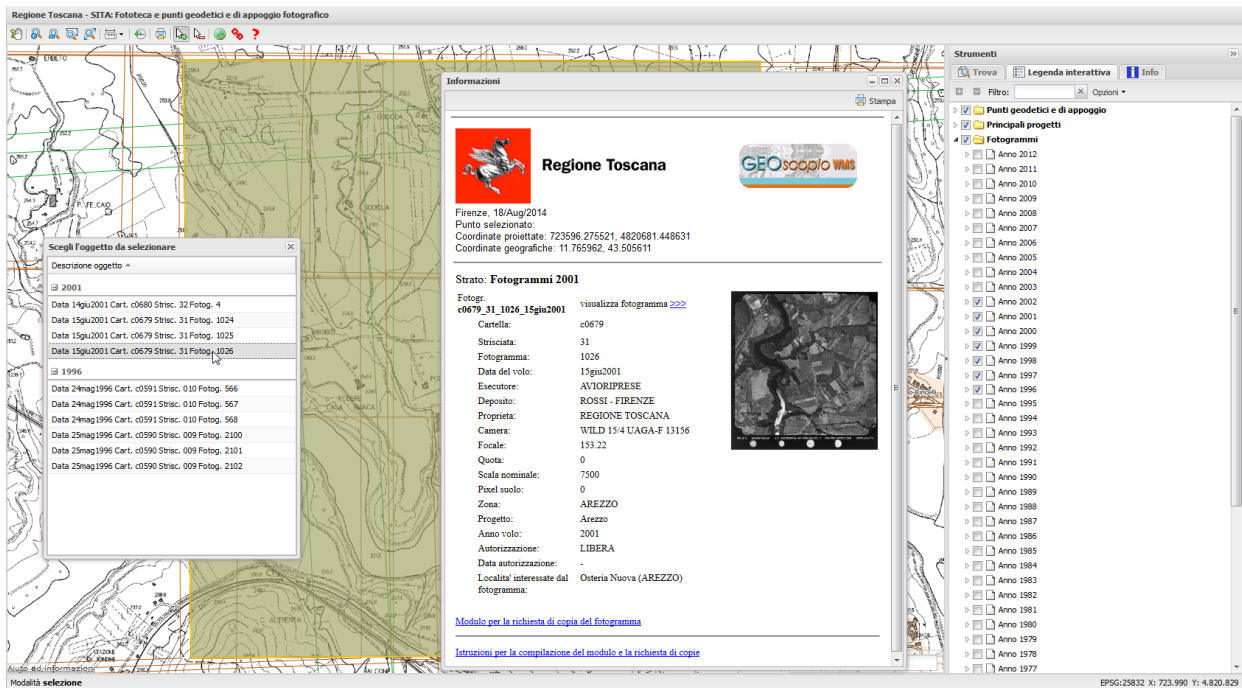 Regione Toscana - SITA: Fototeca e punti geodetici e di appoggio fotografico
Strumenti
Trova
Legenda interattiva
Info
Filtro:
Opzioni
Punti geodetici e di appoggio
Principali progetti
Fotogrammi
Anno 2012
Anno 2011
Anno 2010
Anno 2009
Anno 2008
Anno 2007
Anno 2006
Anno 2005
Anno 2004
Anno 2003
Anno 2002
Anno 2001
Anno 2000
Anno 1999
Anno 1998
Anno 1997
Anno 1996
Anno 1995
Anno 1994
Anno 1993
Anno 1992
Anno 1991
Anno 1990
Anno 1989
Anno 1988
Anno 1987
Anno 1986
Anno 1985
Anno 1984
Anno 1983
Anno 1982
Anno 1981
Anno 1980
Anno 1979
Anno 1978
Anno 1977
Informazioni
Stampa
Regione Toscana
GEOscopio WMS
Firenze, 18/Aug/2014
Punto selezionato:
Coordinate proiettate: 723596.275521, 4820681.448631
Coordinate geografiche: 11.765962, 43.505611
Strato: Fotogrammi 2001
Fotogr.
c0679_31_1026_15giu2001 visualizza fotogramma >>>
Cartella: c0679
Strisciata: 31
Fotogramma: 1026
Data del volo: 15giu2001
Esecutore: AVIORIPRESE
Deposito: ROSSI - FIRENZE
Proprieta: REGIONE TOSCANA
Camera: WILD 15/4 UAGA-F 13156
Focale: 153.22
Quota: 0
Scala nominale: 7500
Pixel suolo: 0
Zona: AREZZO
Progetto: Arezzo
Anno volo: 2001
Autorizzazione: LIBERA
Data autorizzazione: -
Localita' interessate dal Osteria Nuova (AREZZO)
fotogramma:
Modulo per la richiesta di copia del fotogramma
Istruzioni per la compilazione del modulo e la richiesta di copie
Scegli l'oggetto da selezionare
Descrizione oggetto
2001
Data 14giu2001 Cart. c0680 Strisc. 32 Fotog. 4
Data 15giu2001 Cart. c0679 Strisc. 31 Fotog. 1024
Data 15giu2001 Cart. c0679 Strisc. 31 Fotog. 1025
Data 15giu2001 Cart. c0679 Strisc. 31 Fotog. 1026
1996
Data 24mag1996 Cart. c0591 Strisc. 010 Fotog. 566
Data 24mag1996 Cart. c0591 Strisc. 010 Fotog. 567
Data 24mag1996 Cart. c0591 Strisc. 010 Fotog. 568
Data 25mag1996 Cart. c0590 Strisc. 009 Fotog. 2100
Data 25mag1996 Cart. c0590 Strisc. 009 Fotog. 2101
Data 25mag1996 Cart. c0590 Strisc. 009 Fotog. 2102
ERBETO
P. FE. CAIO
LA GODIOLA
GODIOLA
PODERE
CASA BIANCA
STAZIONE
Aiuto ed informazioni
Modalità selezione
EPSG:25832 X: 723.990 Y: 4.820.829